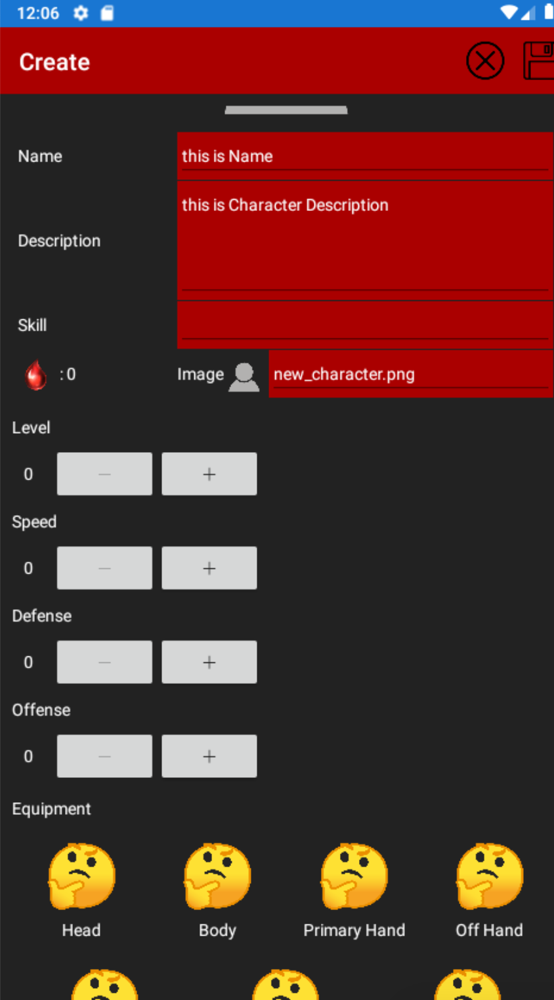 12:06
Create
Name
this is Name
this is Character Description
Description
Skill
: 0
Image
new_character.png
Level
0 − +
Speed
0 − +
Defense
0 − +
Offense
0 − +
Equipment
Head Body Primary Hand Off Hand